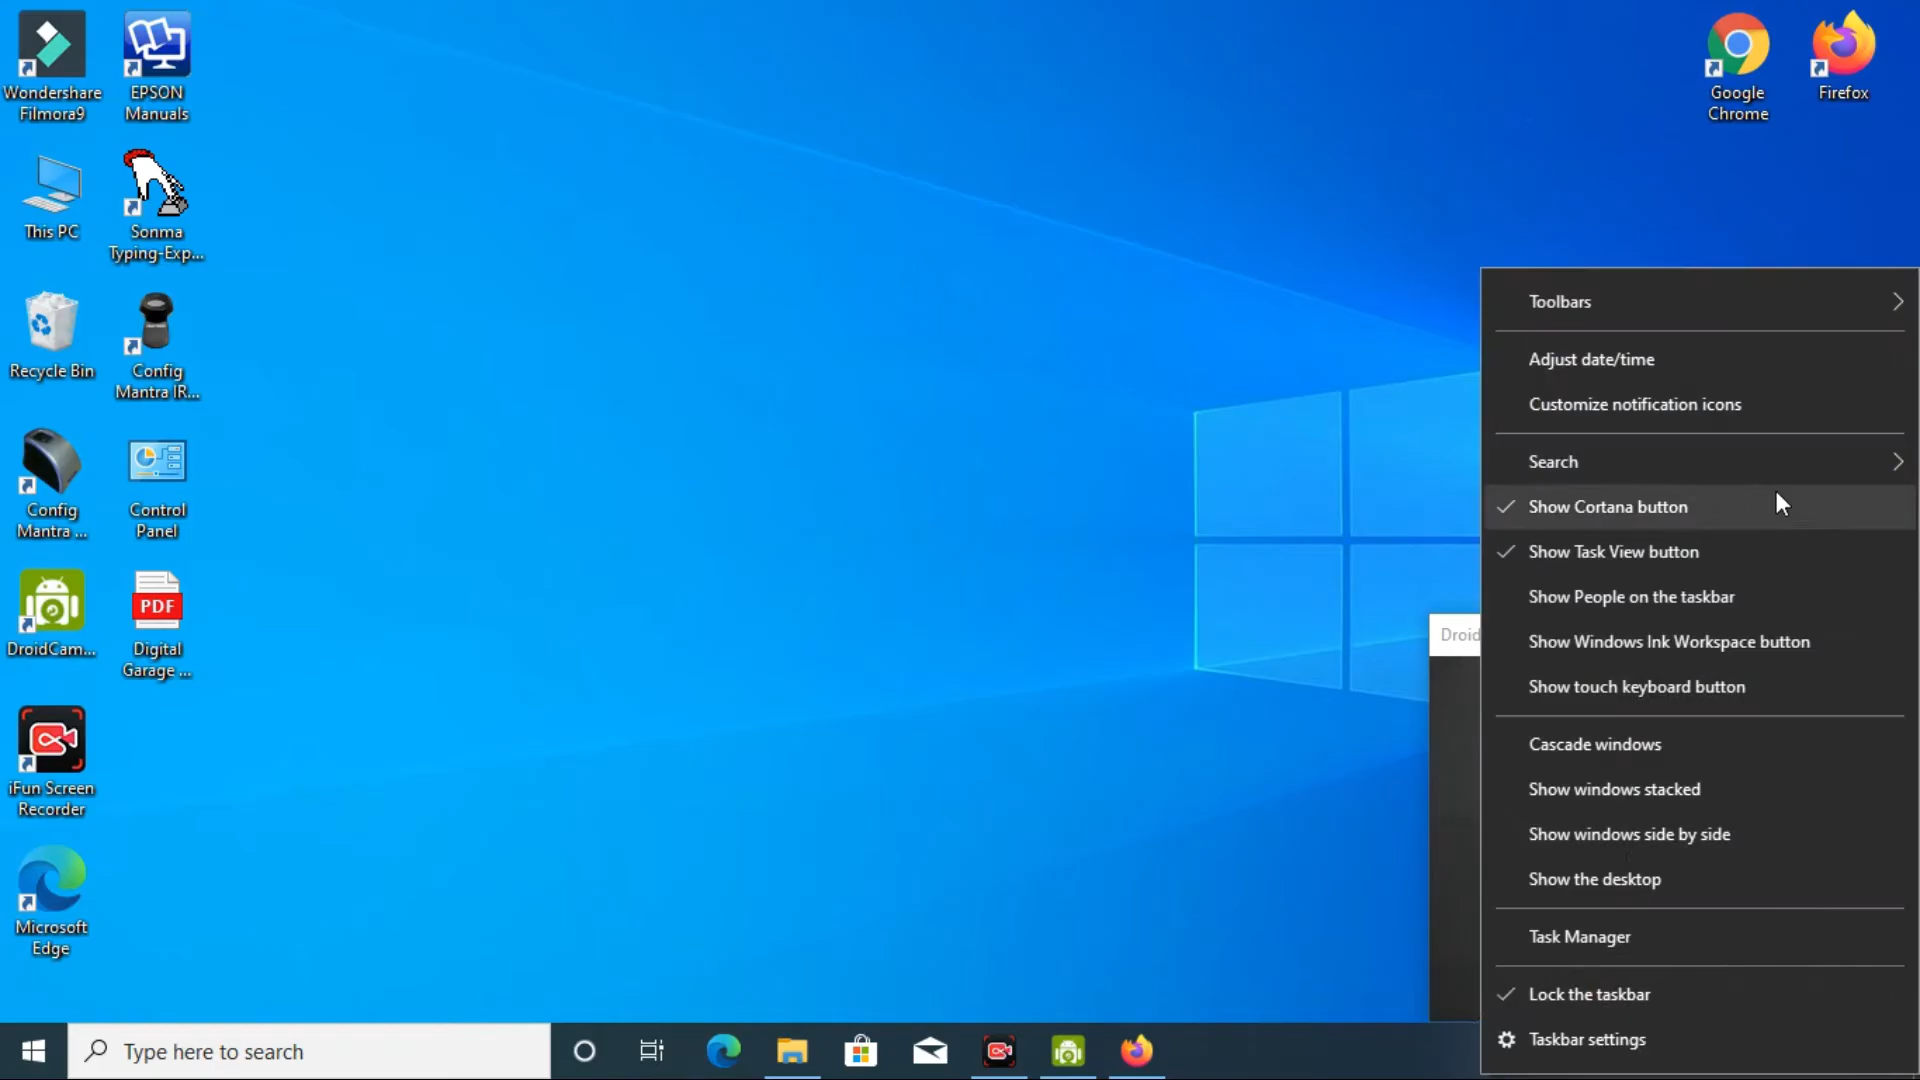 Wondershare
Filmora9
EPSON
Manuals
Google
Chrome
Firefox
This PC
Sonma
Typing-Exp...
Recycle Bin
Config
Mantra IR...
Config
Mantra ...
Control
Panel
DroidCam...
PDF
Digital
Garage ...
iFun Screen
Recorder
Microsoft
Edge
Droid
Toolbars
Adjust date/time
Customize notification icons
Search
Show Cortana button
Show Task View button
Show People on the taskbar
Show Windows Ink Workspace button
Show touch keyboard button
Cascade windows
Show windows stacked
Show windows side by side
Show the desktop
Task Manager
Lock the taskbar
Taskbar settings
Type here to search